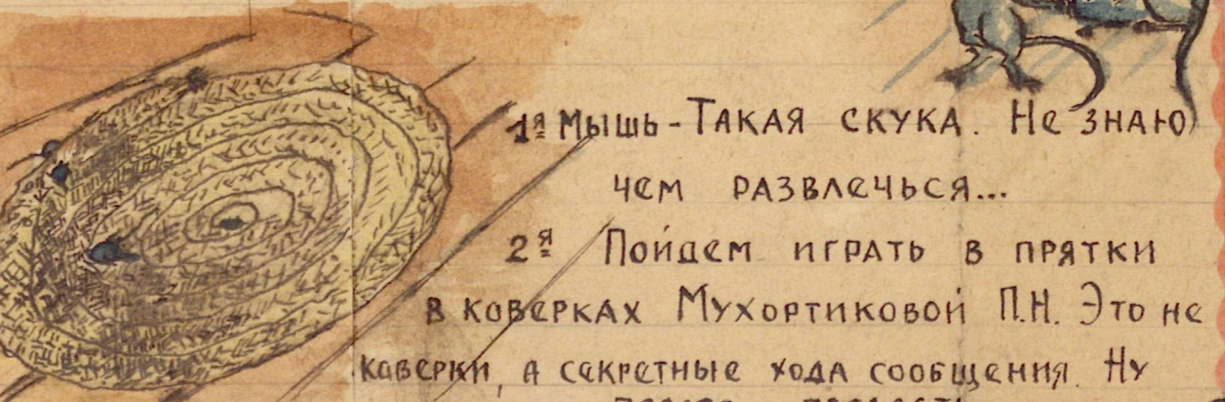 1я Мышь - Такая скука. Не знаю
чем развлечься...
2я Пойдем играть в прятки
в коверках Мухортиковой П.Н. Это не
коверки, а секретные хода сообщения. Ну